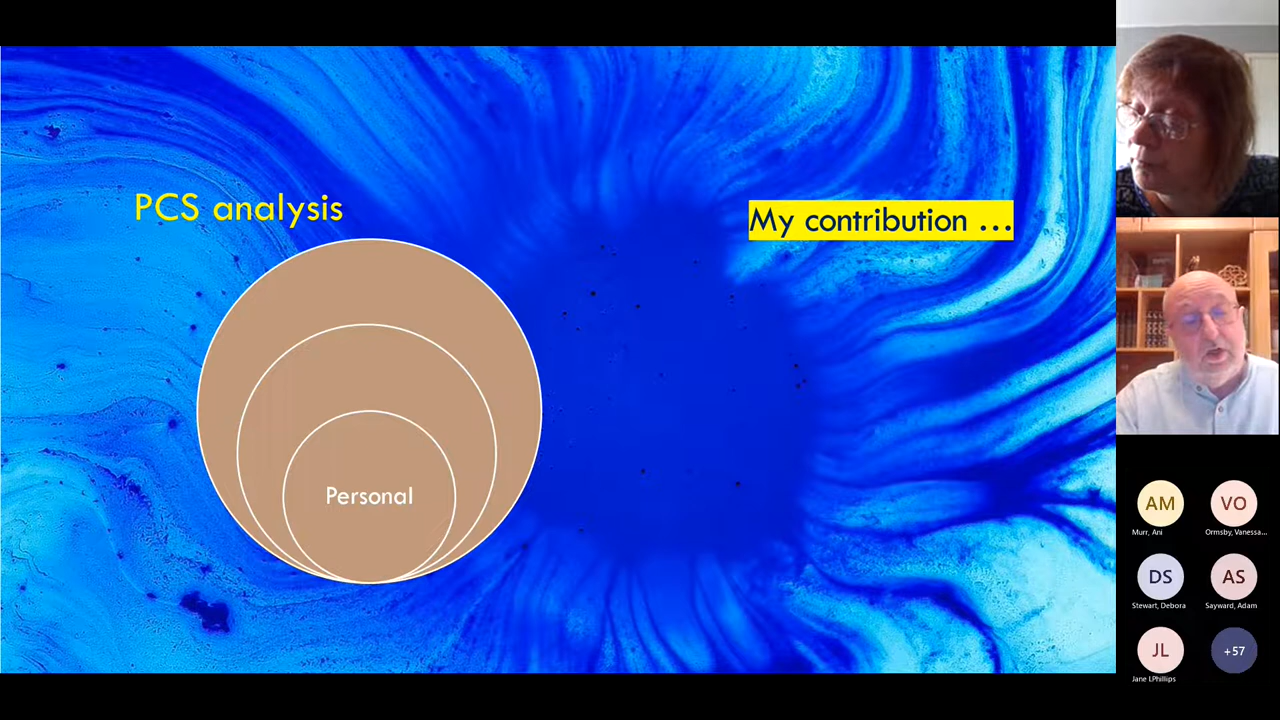 PCS analysis
My contribution …
Personal
AM
VO
Murr, Ani
Ormsby, Vanessa...
DS
AS
Stewart, Debora
Sayward, Adam
JL
+57
Jane LPhillips